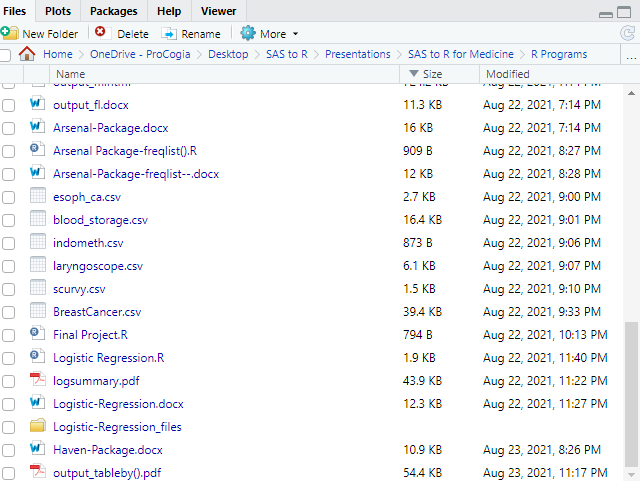 Files Plots Packages Help Viewer
New Folder Delete Rename More
Home OneDrive - ProCogia Desktop SAS to R Presentations SAS to R for Medicine R Programs ...
Name Size Modified
output_fl.docx 11.3 KB Aug 22, 2021, 7:14 PM
Arsenal-Package.docx 16 KB Aug 22, 2021, 7:14 PM
Arsenal Package-freqlist().R 909 B Aug 22, 2021, 8:27 PM
Arsenal-Package-freqlist--.docx 12 KB Aug 22, 2021, 8:28 PM
esoph_ca.csv 2.7 KB Aug 22, 2021, 9:00 PM
blood_storage.csv 16.4 KB Aug 22, 2021, 9:01 PM
indometh.csv 873 B Aug 22, 2021, 9:06 PM
laryngoscope.csv 6.1 KB Aug 22, 2021, 9:07 PM
scurvy.csv 1.5 KB Aug 22, 2021, 9:10 PM
BreastCancer.csv 39.4 KB Aug 22, 2021, 9:33 PM
Final Project.R 794 B Aug 22, 2021, 10:13 PM
Logistic Regression.R 1.9 KB Aug 22, 2021, 11:40 PM
logsummary.pdf 43.9 KB Aug 22, 2021, 11:22 PM
Logistic-Regression.docx 12.3 KB Aug 22, 2021, 11:27 PM
Logistic-Regression_files
Haven-Package.docx 10.9 KB Aug 23, 2021, 8:26 PM
output_tableby().pdf 54.4 KB Aug 23, 2021, 11:17 PM